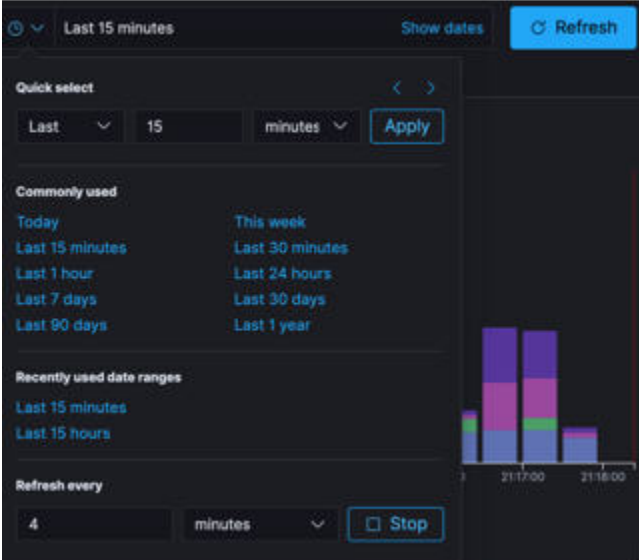 Last 15 minutes Show dates Refresh
Quick select
Last 15 minutes Apply
Commonly used
Today This week
Last 15 minutes Last 30 minutes
Last 1 hour Last 24 hours
Last 7 days Last 30 days
Last 90 days Last 1 year
Recently used date ranges
Last 15 minutes
Last 15 hours
21:17:00 21:18:00
Refresh every
4 minutes Stop